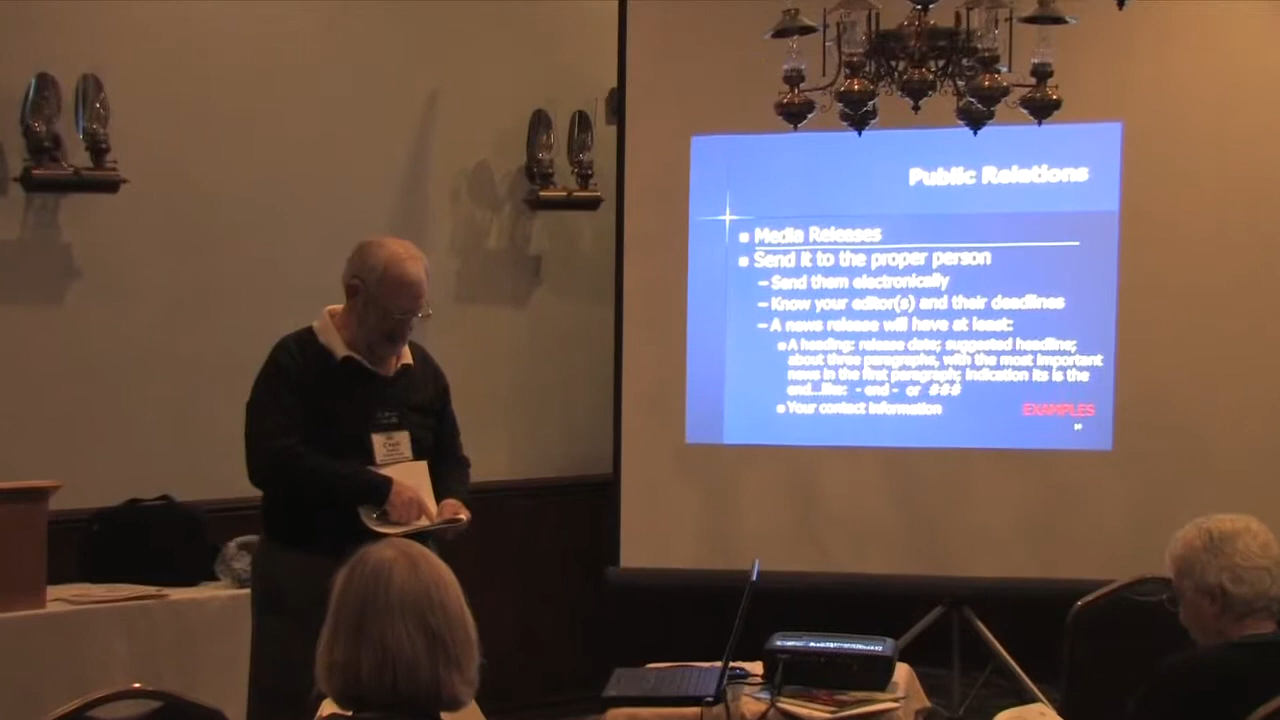 Public Relations
Media Releases
Send it to the proper person
–Send them electronically
–Know your editor(s) and their deadlines
–A news release will have at least:
A heading: release date; suggested headline;
about three paragraphs, with the most important
news in the first paragraph; indication its is the
end...like: - end - or ###
Your contact information
EXAMPLES